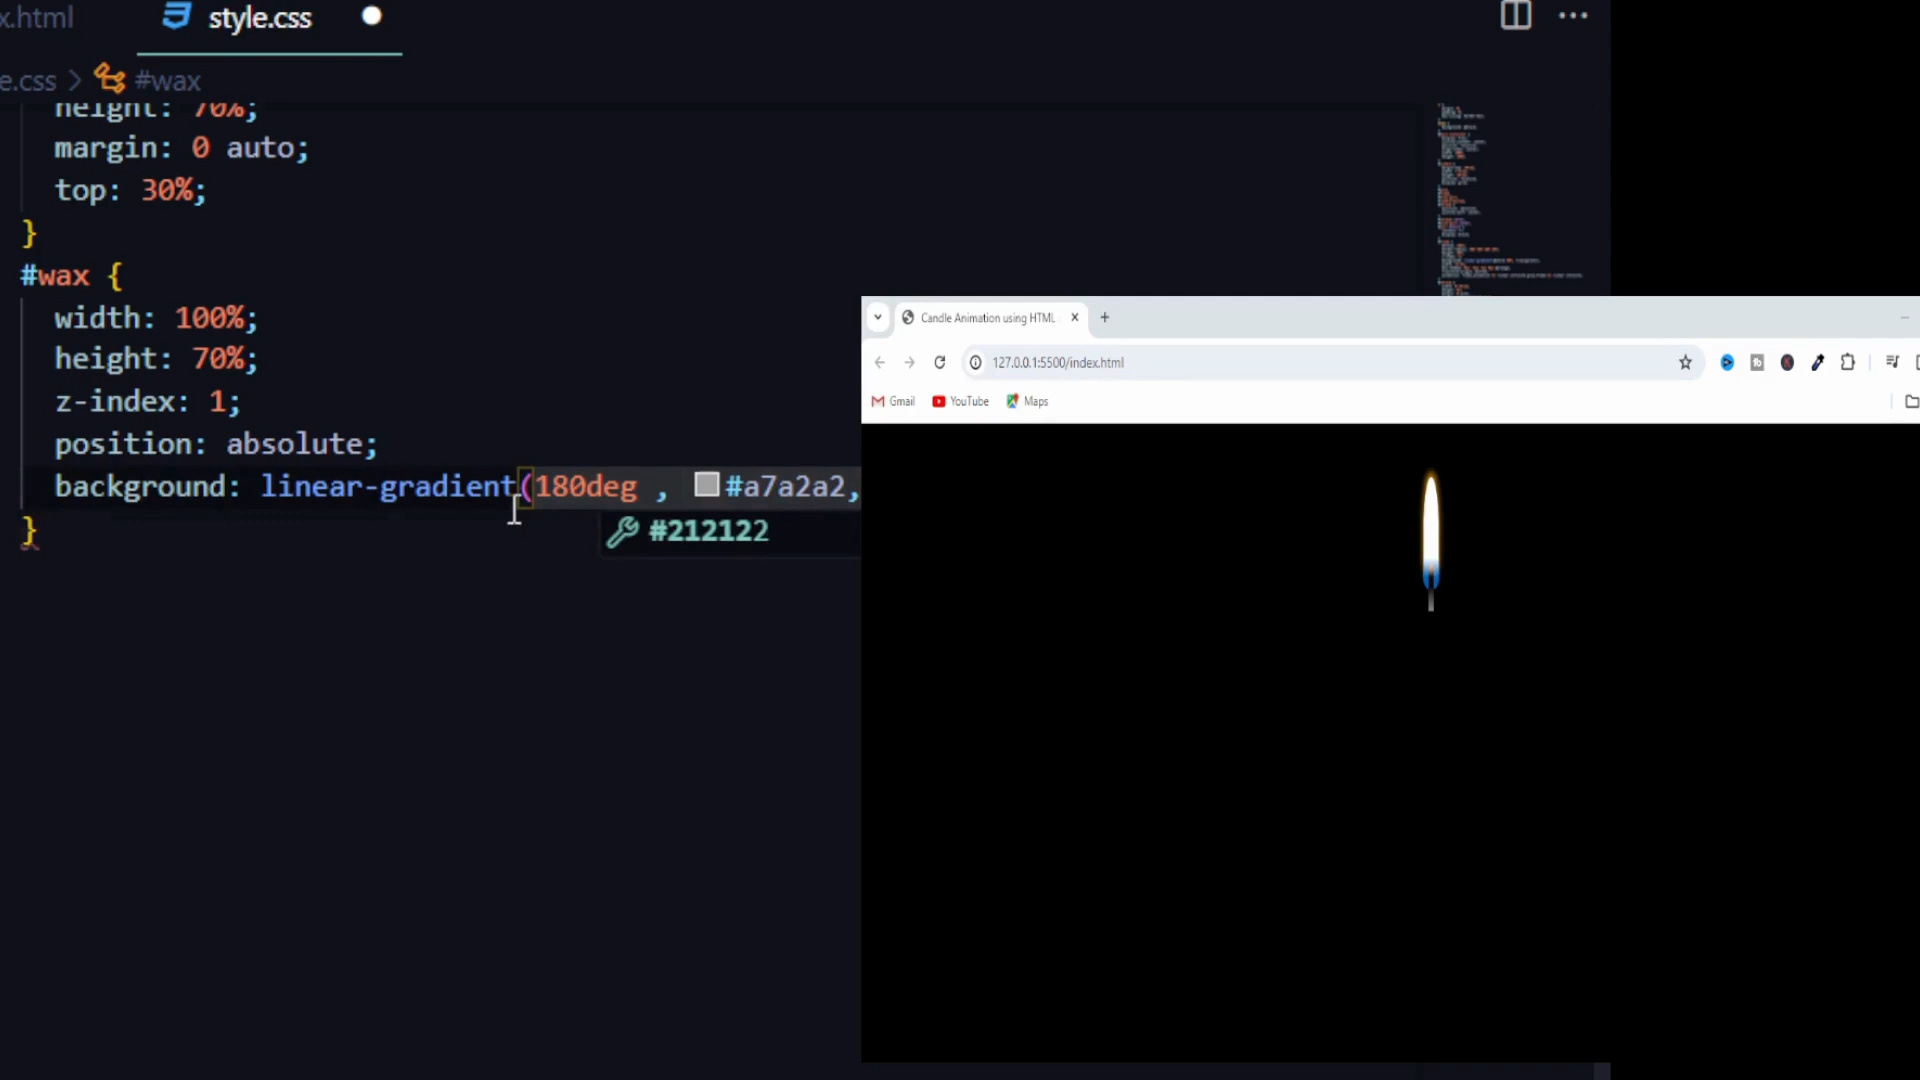 x.html style.css
e.css > #wax
height: 70%;
margin: 0 auto;
top: 30%;
}
#wax {
width: 100%;
height: 70%;
z-index: 1;
position: absolute;
background: linear-gradient(180deg , #a7a2a2,
#212122
}
Candle Animation using HTML
127.0.0.1:5500/index.html
Gmail YouTube Maps